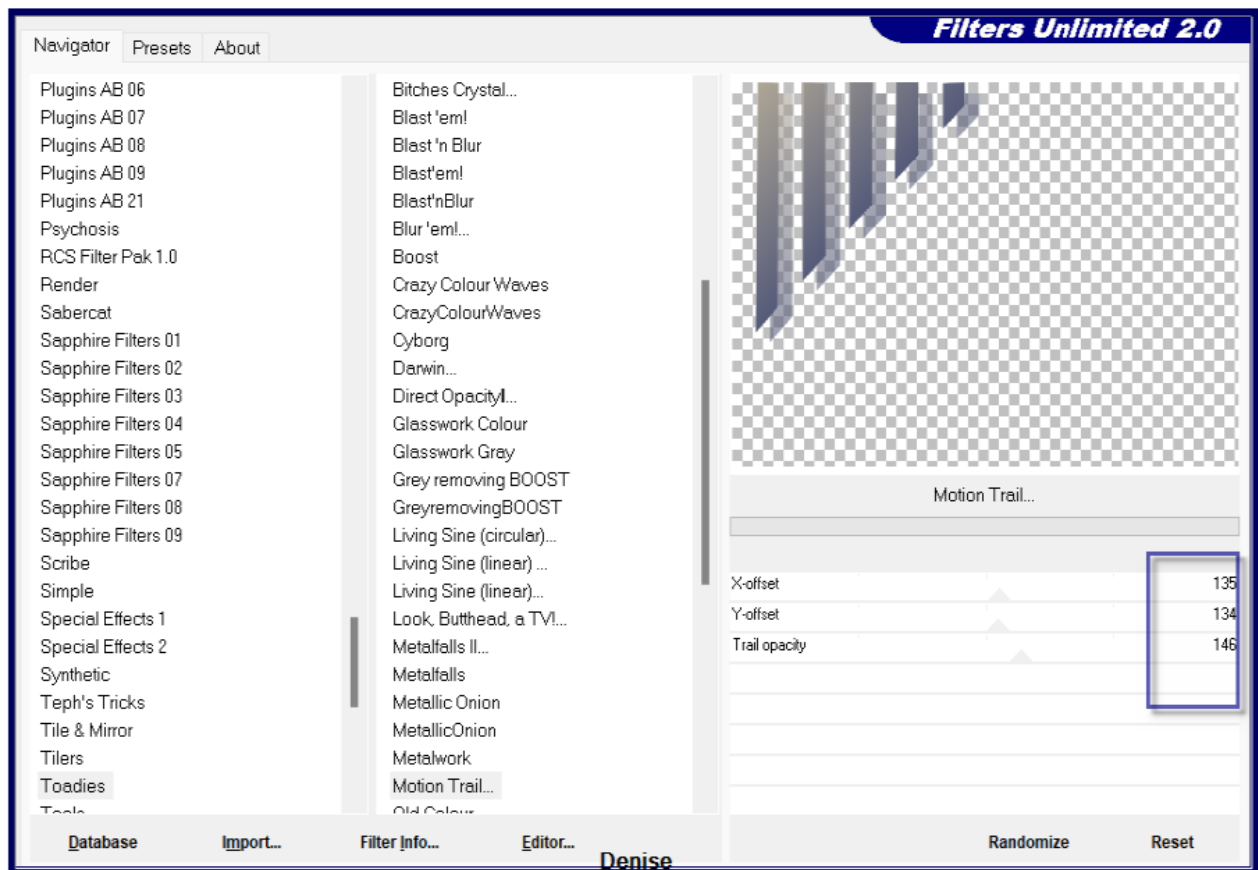 Filters Unlimited 2.0
Navigator
Presets
About
Plugins AB 06
Plugins AB 07
Plugins AB 08
Plugins AB 09
Plugins AB 21
Psychosis
RCS Filter Pak 1.0
Render
Sabercat
Sapphire Filters 01
Sapphire Filters 02
Sapphire Filters 03
Sapphire Filters 04
Sapphire Filters 05
Sapphire Filters 07
Sapphire Filters 08
Sapphire Filters 09
Scribe
Simple
Special Effects 1
Special Effects 2
Synthetic
Teph's Tricks
Tile & Mirror
Tilers
Toadies
Tools
Bitches Crystal...
Blast 'em!
Blast 'n Blur
Blast'em!
Blast'nBlur
Blur 'em!...
Boost
Crazy Colour Waves
CrazyColourWaves
Cyborg
Darwin...
Direct Opacityl...
Glasswork Colour
Glasswork Gray
Grey removing BOOST
GreyremovingBOOST
Living Sine (circular)...
Living Sine (linear) ...
Living Sine (linear)...
Look, Butthead, a TV!...
Metalfalls II...
Metalfalls
Metallic Onion
MetallicOnion
Metalwork
Motion Trail...
Old Colour
Motion Trail...
X-offset 135
Y-offset 134
Trail opacity 146
Database
Import...
Filter Info...
Editor...
Randomize
Reset
Denise